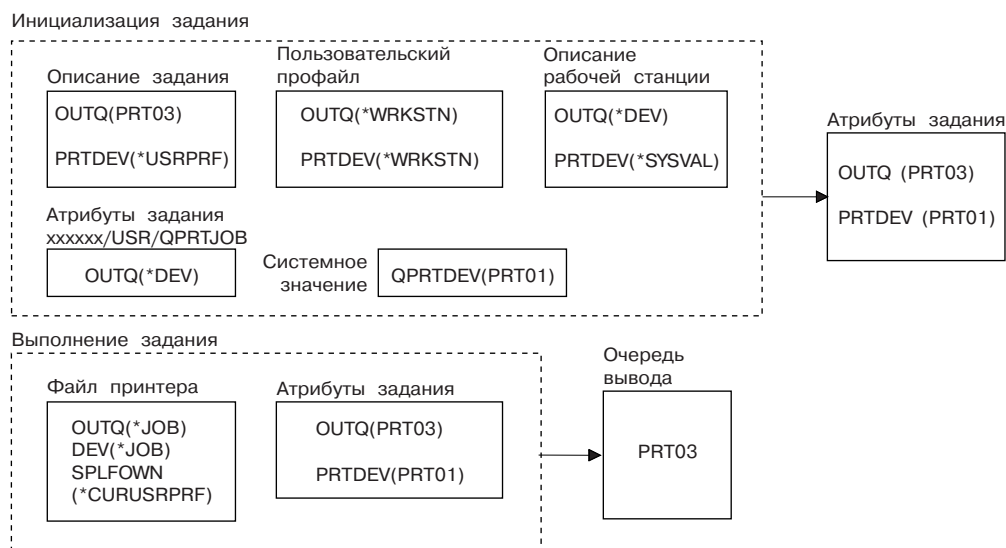 Инициализация задания
Описание задания
OUTQ(PRT03)
PRTDEV(*USRPRF)
Пользовательский
профайл
OUTQ(*WRKSTN)
PRTDEV(*WRKSTN)
Описание
рабочей станции
OUTQ(*DEV)
PRTDEV(*SYSVAL)
Атрибуты задания
OUTQ (PRT03)
PRTDEV (PRT01)
Атрибуты задания
xxxxxx/USR/QPRTJOB
OUTQ(*DEV)
Системное
значение
QPRTDEV(PRT01)
Выполнение задания
Файл принтера
OUTQ(*JOB)
DEV(*JOB)
SPLFOWN
(*CURUSRPRF)
Атрибуты задания
OUTQ(PRT03)
PRTDEV(PRT01)
Очередь
вывода
PRT03